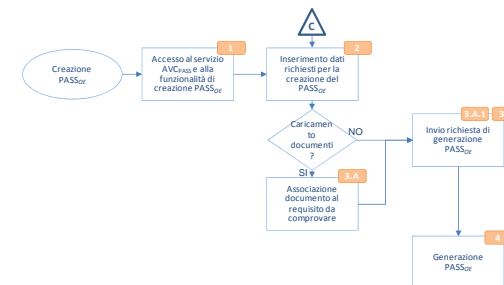 C
Creazione
PASSOE
1
Accesso al servizio
AVCPASS e alla
funzionalità di
creazione PASSOE
2
Inserimento dati
richiesti per la
creazione del
PASSOE
Caricamen
to
documenti
?
NO
SI
3.A
Associazione
documento al
requisito da
comprovare
3.A.1
3
Invio richiesta di
generazione
PASSOE
4
Generazione
PASSOE